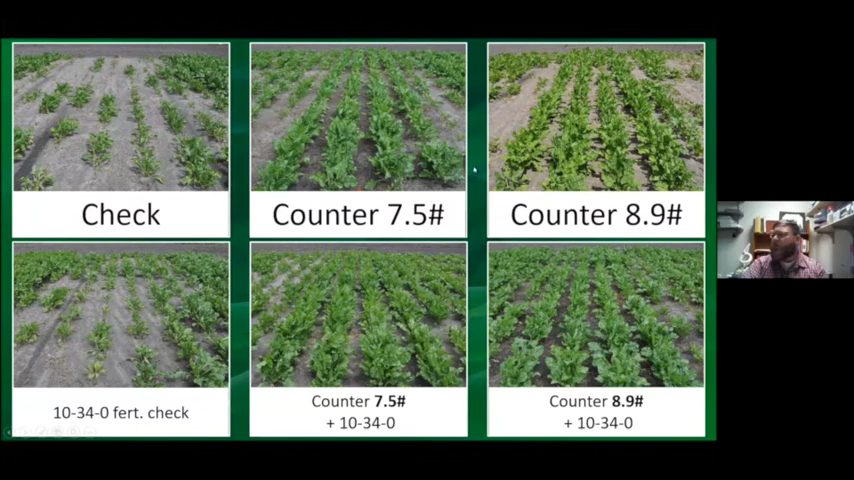 Check
Counter 7.5#
Counter 8.9#
10-34-0 fert. check
Counter 7.5#
+ 10-34-0
Counter 8.9#
+ 10-34-0